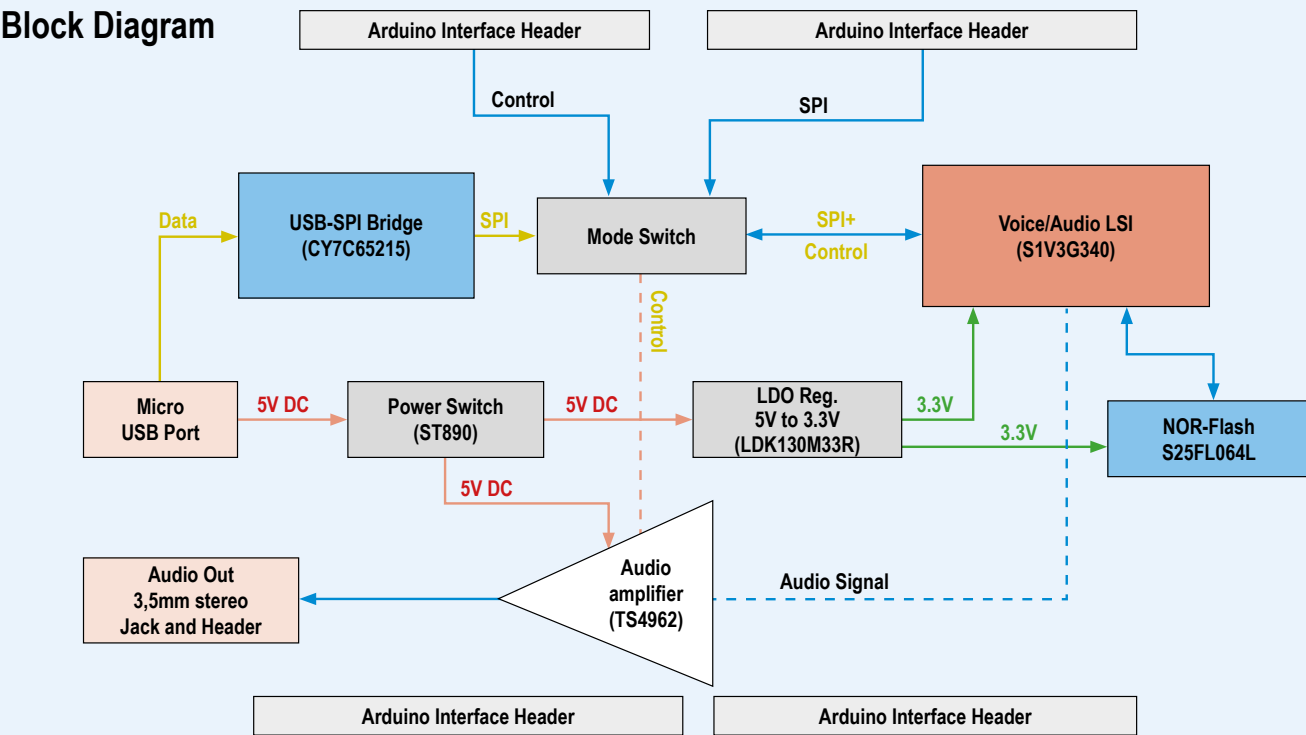 Block Diagram
Arduino Interface Header
Arduino Interface Header
Control
SPI
Data
USB-SPI Bridge
(CY7C65215)
SPI
Mode Switch
SPI+
Control
Voice/Audio LSI
(S1V3G340)
Control
Micro
USB Port
5V DC
Power Switch
(ST890)
5V DC
LDO Reg.
5V to 3.3V
(LDK130M33R)
3.3V
3.3V
NOR-Flash
S25FL064L
5V DC
Audio Out
3,5mm stereo
Jack and Header
Audio
amplifier
(TS4962)
Audio Signal
Arduino Interface Header
Arduino Interface Header